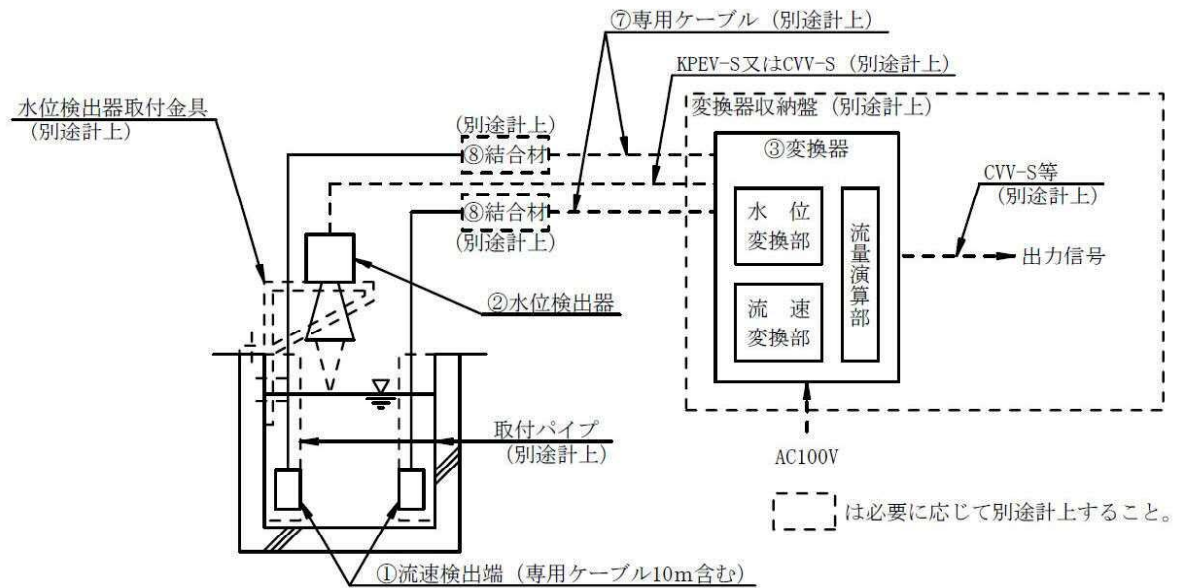 ⑦専用ケーブル (別途計上)
KPEV-S又はCVV-S (別途計上)
水位検出器取付金具
(別途計上)
変換器収納盤 (別途計上)
(別途計上)
⑧結合材
③変換器
CVV-S等
(別途計上)
⑧結合材
(別途計上)
水 位
変換部
流量演算部
出力信号
②水位検出器
流 速
変換部
取付パイプ
(別途計上)
AC100V
は必要に応じて別途計上すること。
①流速検出端 (専用ケーブル10m含む)